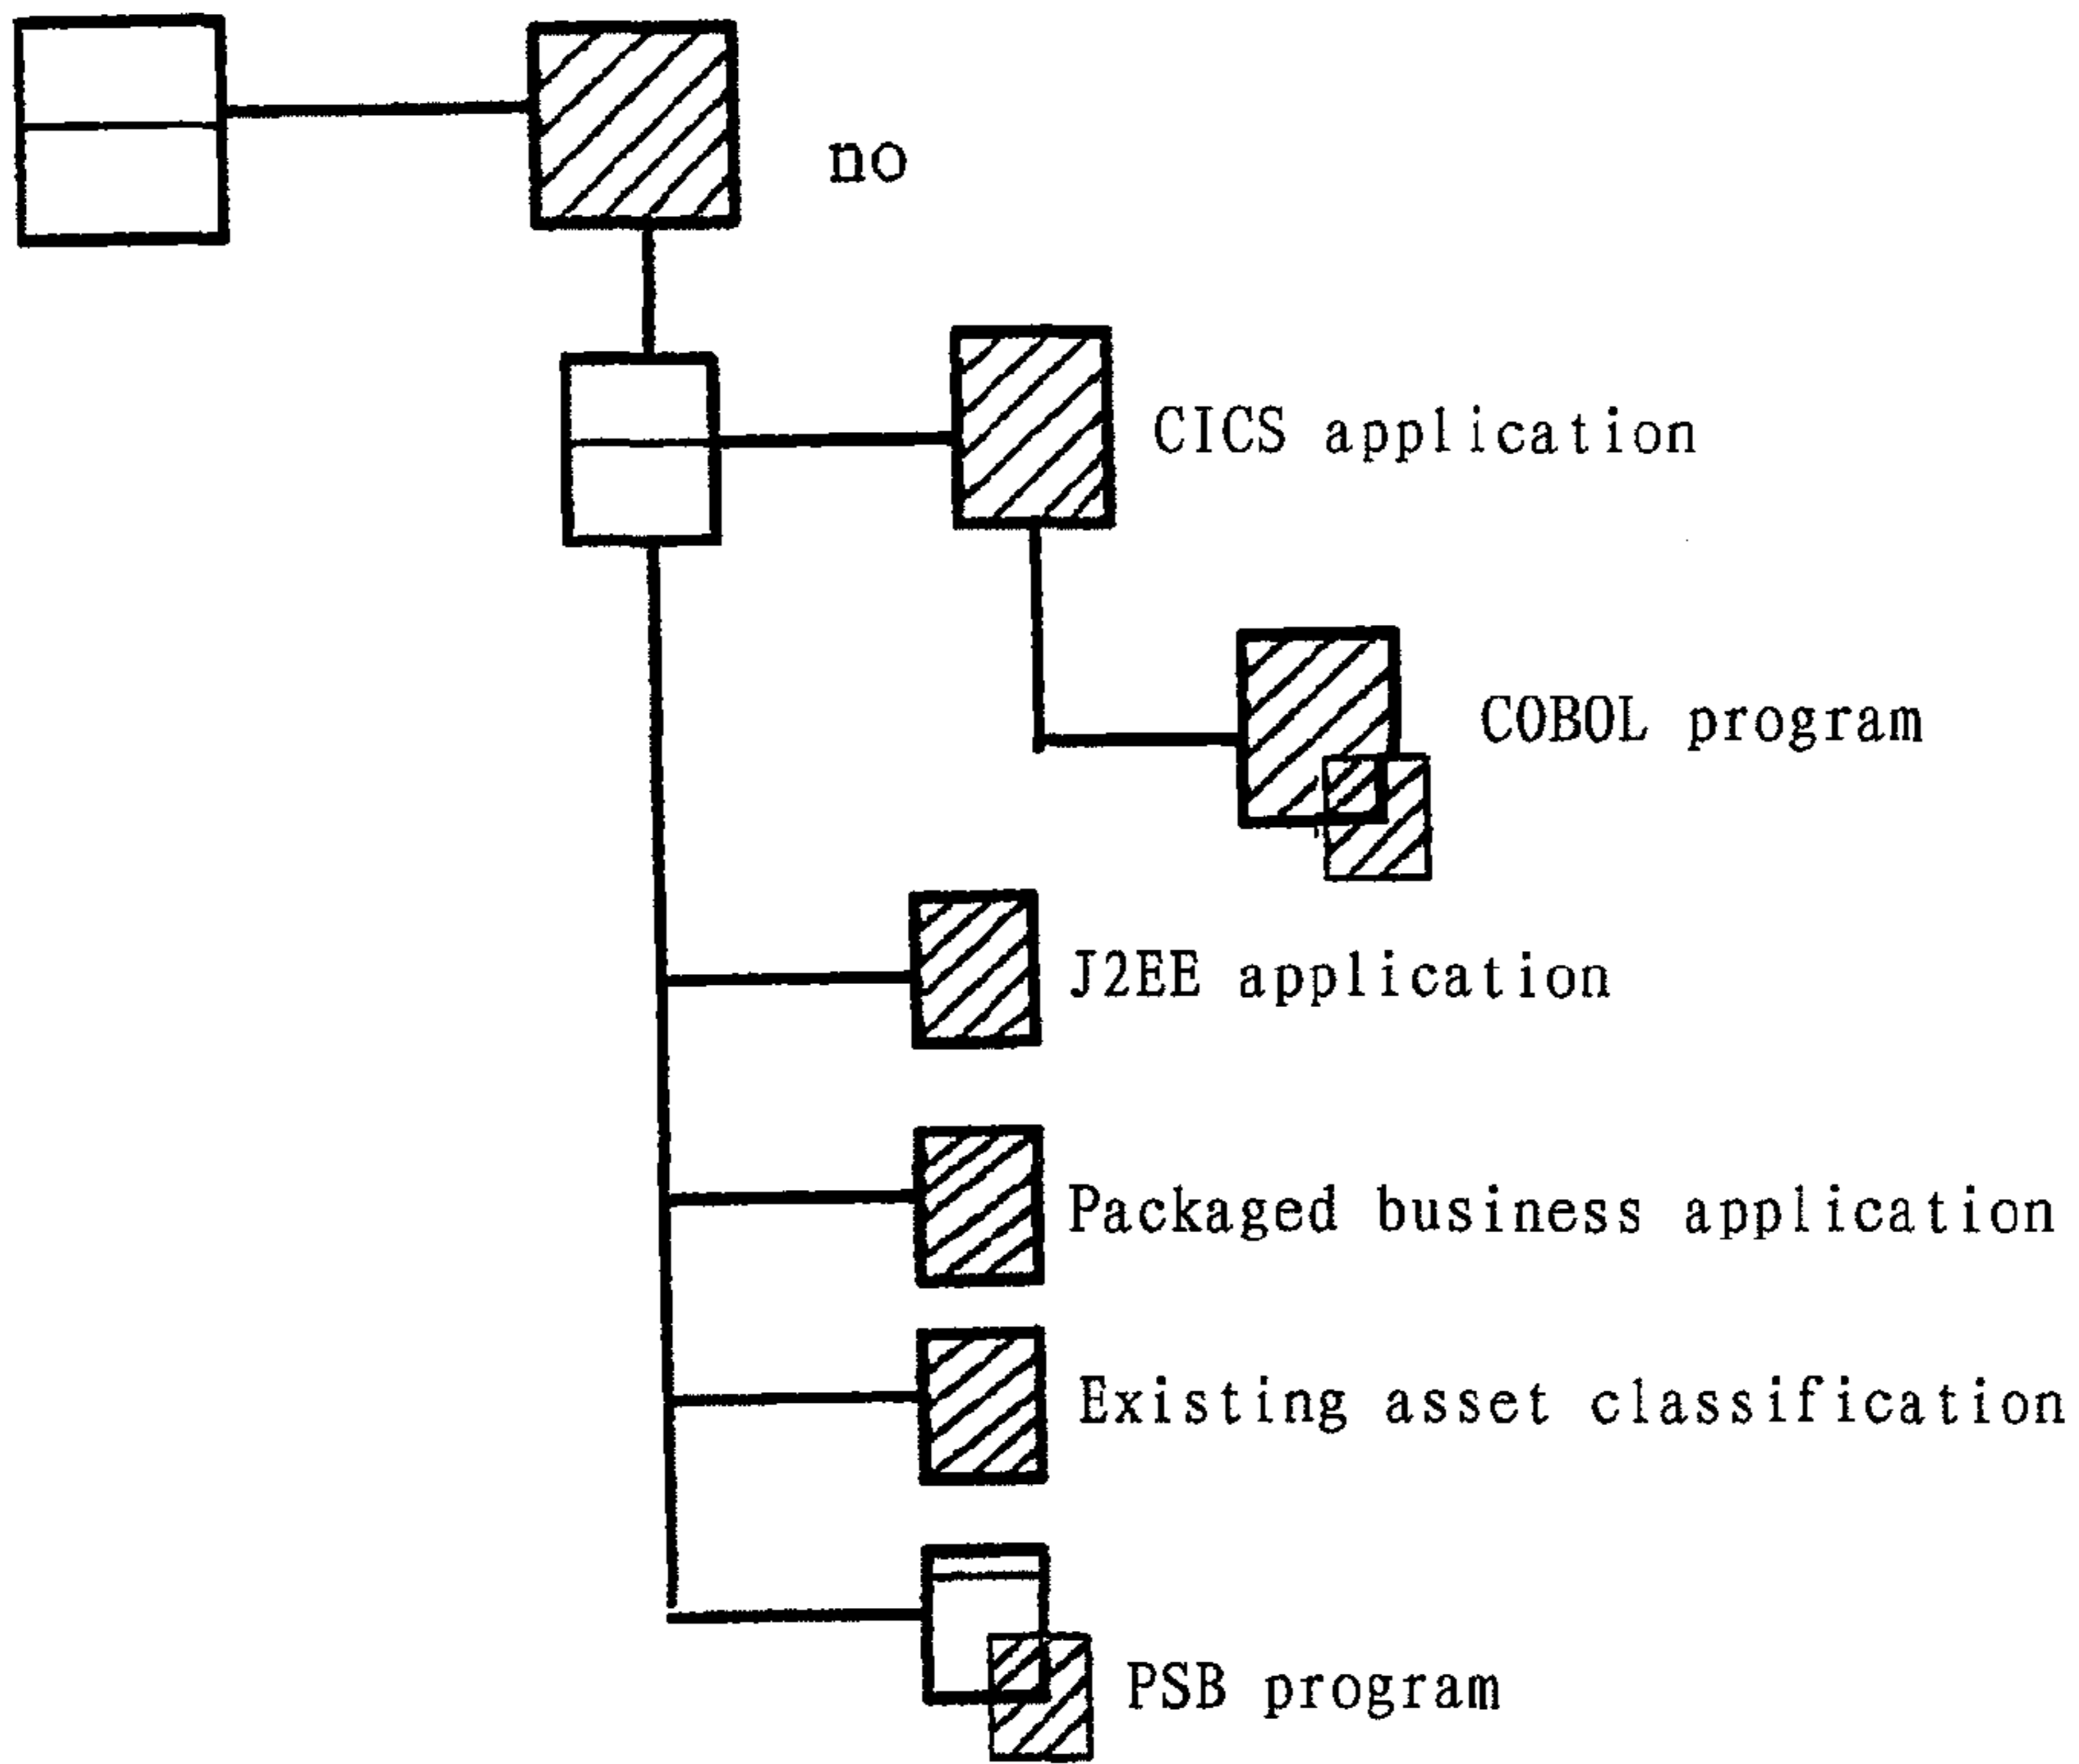 no
CICS application
COBOL program
J2EE application
Packaged business application
Existing asset classification
PSB program